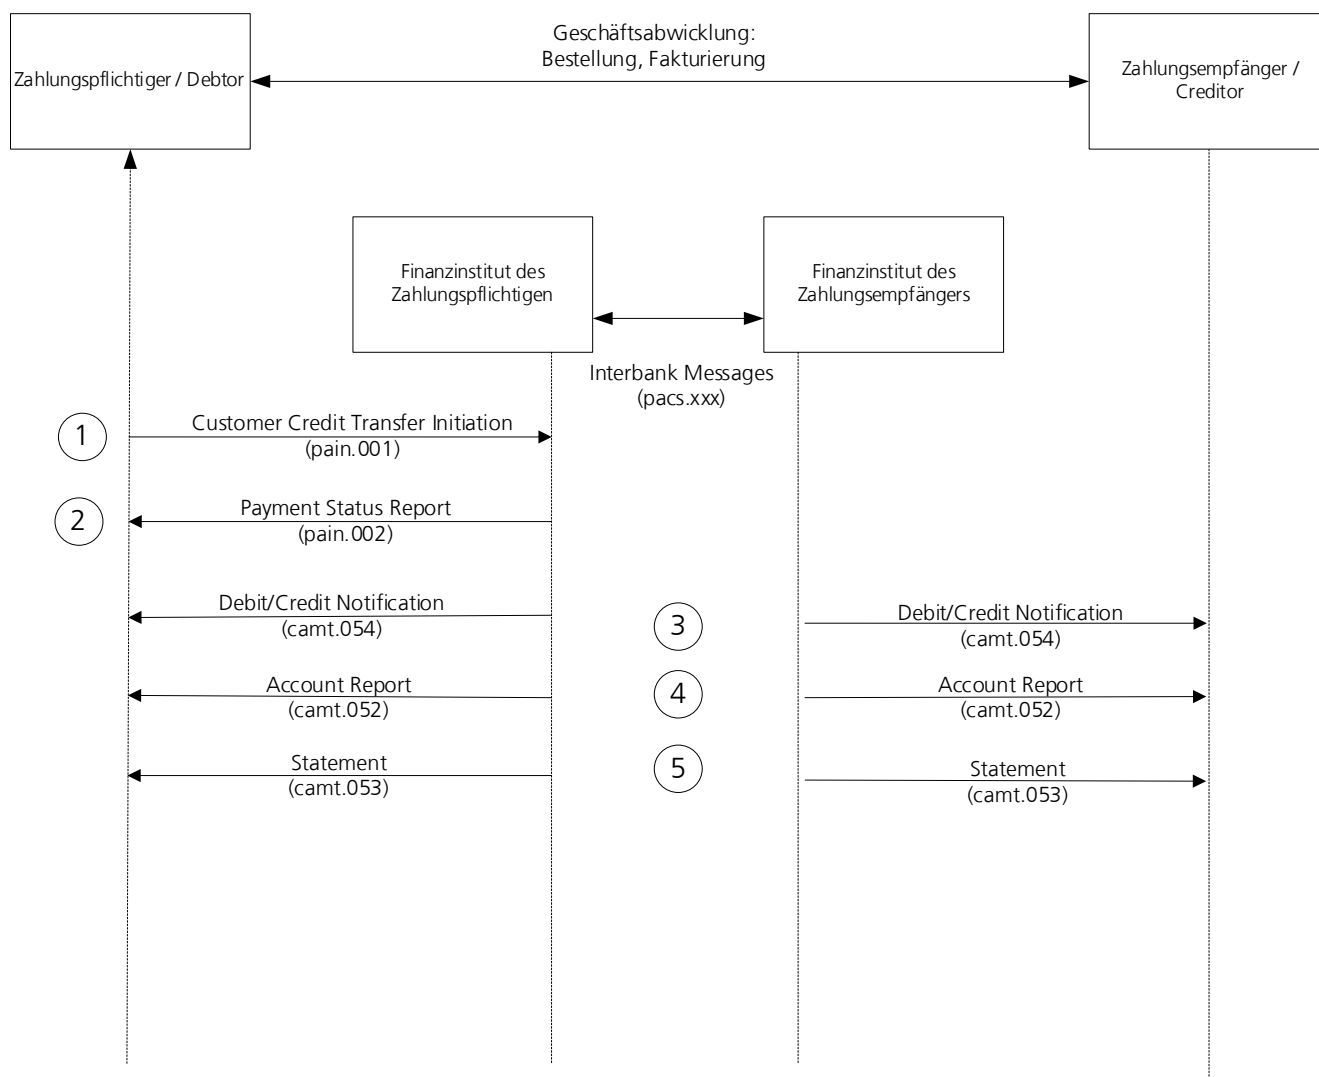 Geschäftsabwicklung:
Bestellung, Fakturierung
Zahlungspflichtiger / Debtor
Zahlungsempfänger /
Creditor
Finanzinstitut des
Zahlungspflichtigen
Finanzinstitut des
Zahlungsempfängers
Interbank Messages
(pacs.xxx)
1
Customer Credit Transfer Initiation
(pain.001)
2
Payment Status Report
(pain.002)
Debit/Credit Notification
(camt.054)
3
Debit/Credit Notification
(camt.054)
Account Report
(camt.052)
4
Account Report
(camt.052)
Statement
(camt.053)
5
Statement
(camt.053)